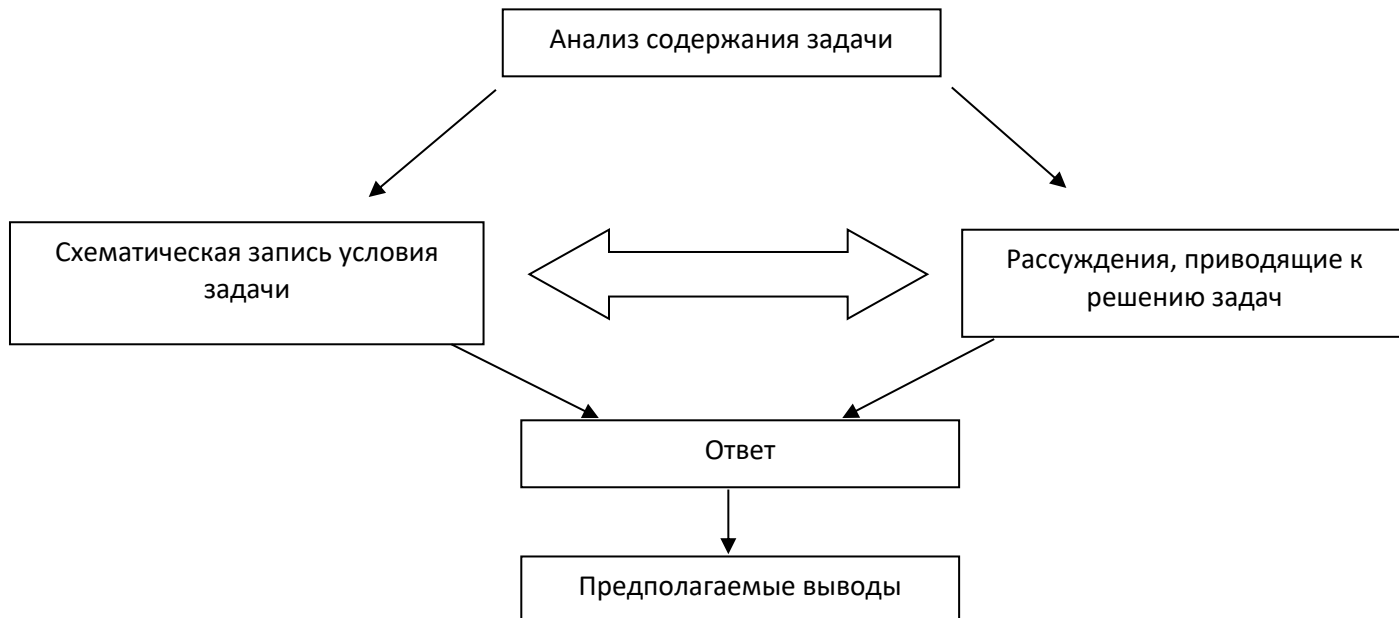 Анализ содержания задачи
Схематическая запись условия
задачи
Рассуждения, приводящие к
решению задач
Ответ
Предполагаемые выводы